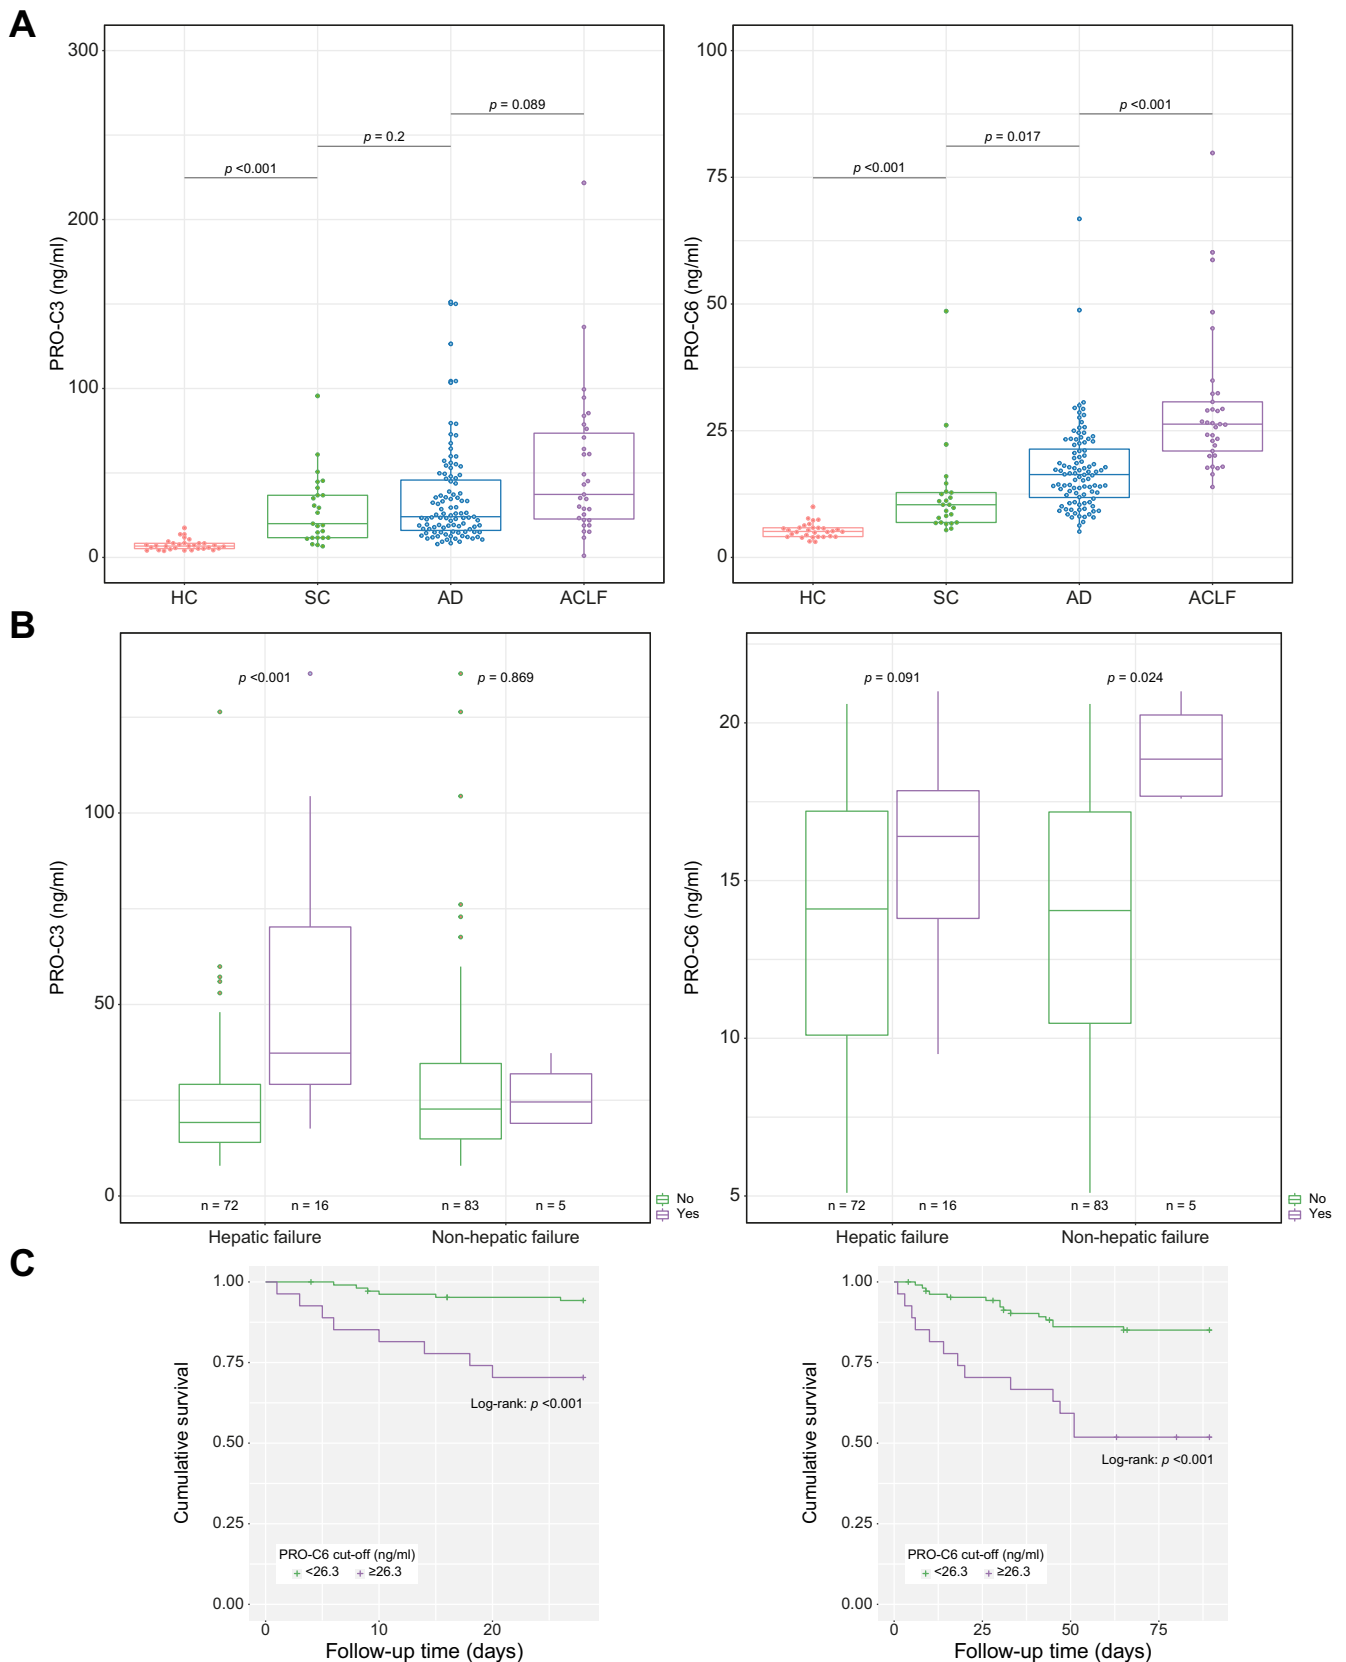 A
300
200
100
0
PRO-C3 (ng/ml)
p <0.001
p = 0.2
p = 0.089
HC
SC
AD
ACLF
100
75
50
25
0
PRO-C6 (ng/ml)
p <0.001
p = 0.017
p <0.001
HC
SC
AD
ACLF
B
100
50
0
PRO-C3 (ng/ml)
p <0.001
p = 0.869
n = 72
n = 16
n = 83
n = 5
Hepatic failure
Non-hepatic failure
No
Yes
20
15
10
5
PRO-C6 (ng/ml)
p = 0.091
p = 0.024
n = 72
n = 16
n = 83
n = 5
Hepatic failure
Non-hepatic failure
No
Yes
C
1.00
0.75
0.50
0.25
0.00
Cumulative survival
Log-rank: p <0.001
PRO-C6 cut-off (ng/ml)
<26.3
≥26.3
0
10
20
Follow-up time (days)
1.00
0.75
0.50
0.25
0.00
Cumulative survival
Log-rank: p <0.001
PRO-C6 cut-off (ng/ml)
<26.3
≥26.3
0
25
50
75
Follow-up time (days)